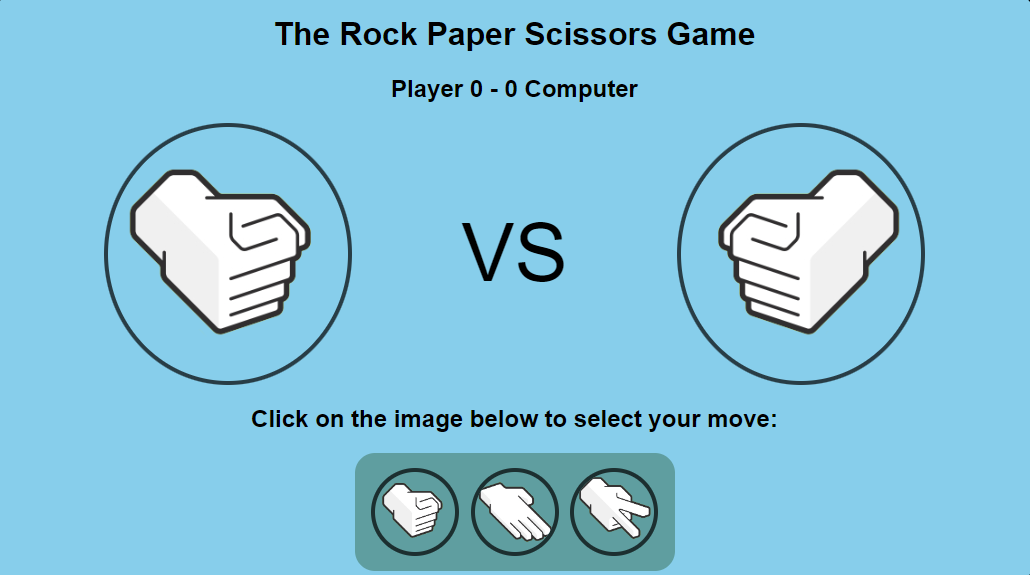 The Rock Paper Scissors Game
Player 0 - 0 Computer
VS
Click on the image below to select your move: